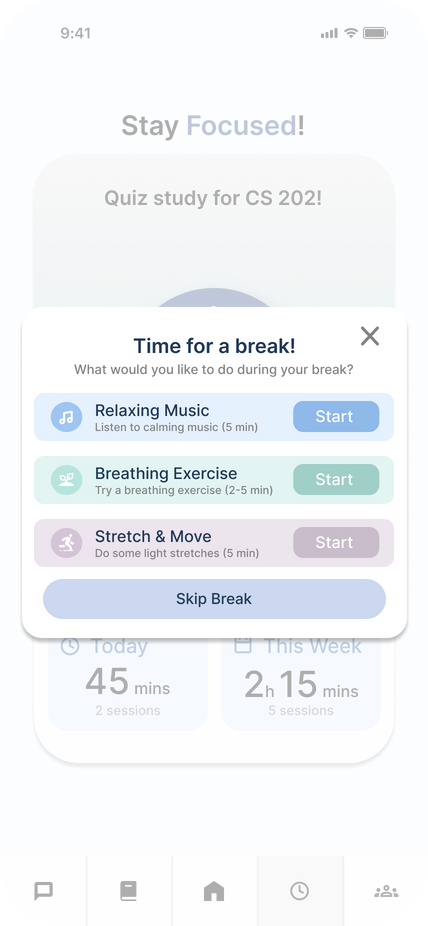 9:41
Stay Focused!
Quiz study for CS 202!
Time for a break!
What would you like to do during your break?
Relaxing Music
Listen to calming music (5 min)
Start
Breathing Exercise
Try a breathing exercise (2-5 min)
Start
Stretch & Move
Do some light stretches (5 min)
Start
Skip Break
Today
45 mins
2 sessions
This Week
2h 15 mins
5 sessions